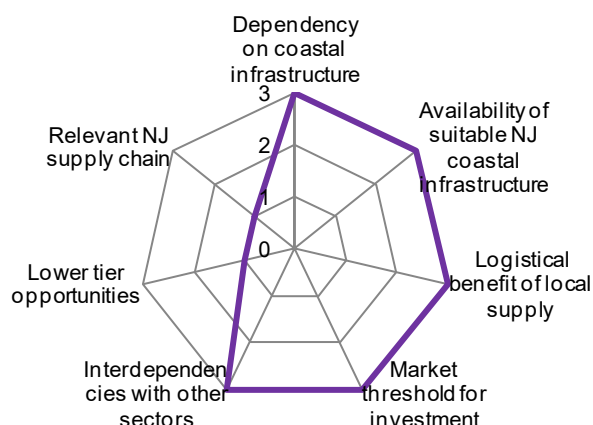 Dependency
on coastal
infrastructure
3
Availability of
suitable NJ
coastal
infrastructure
Relevant NJ
supply chain
2
1
0
Logistical
benefit of local
supply
Lower tier
opportunities
Interdependen
cies with other
sectors
Market
threshold for
investment